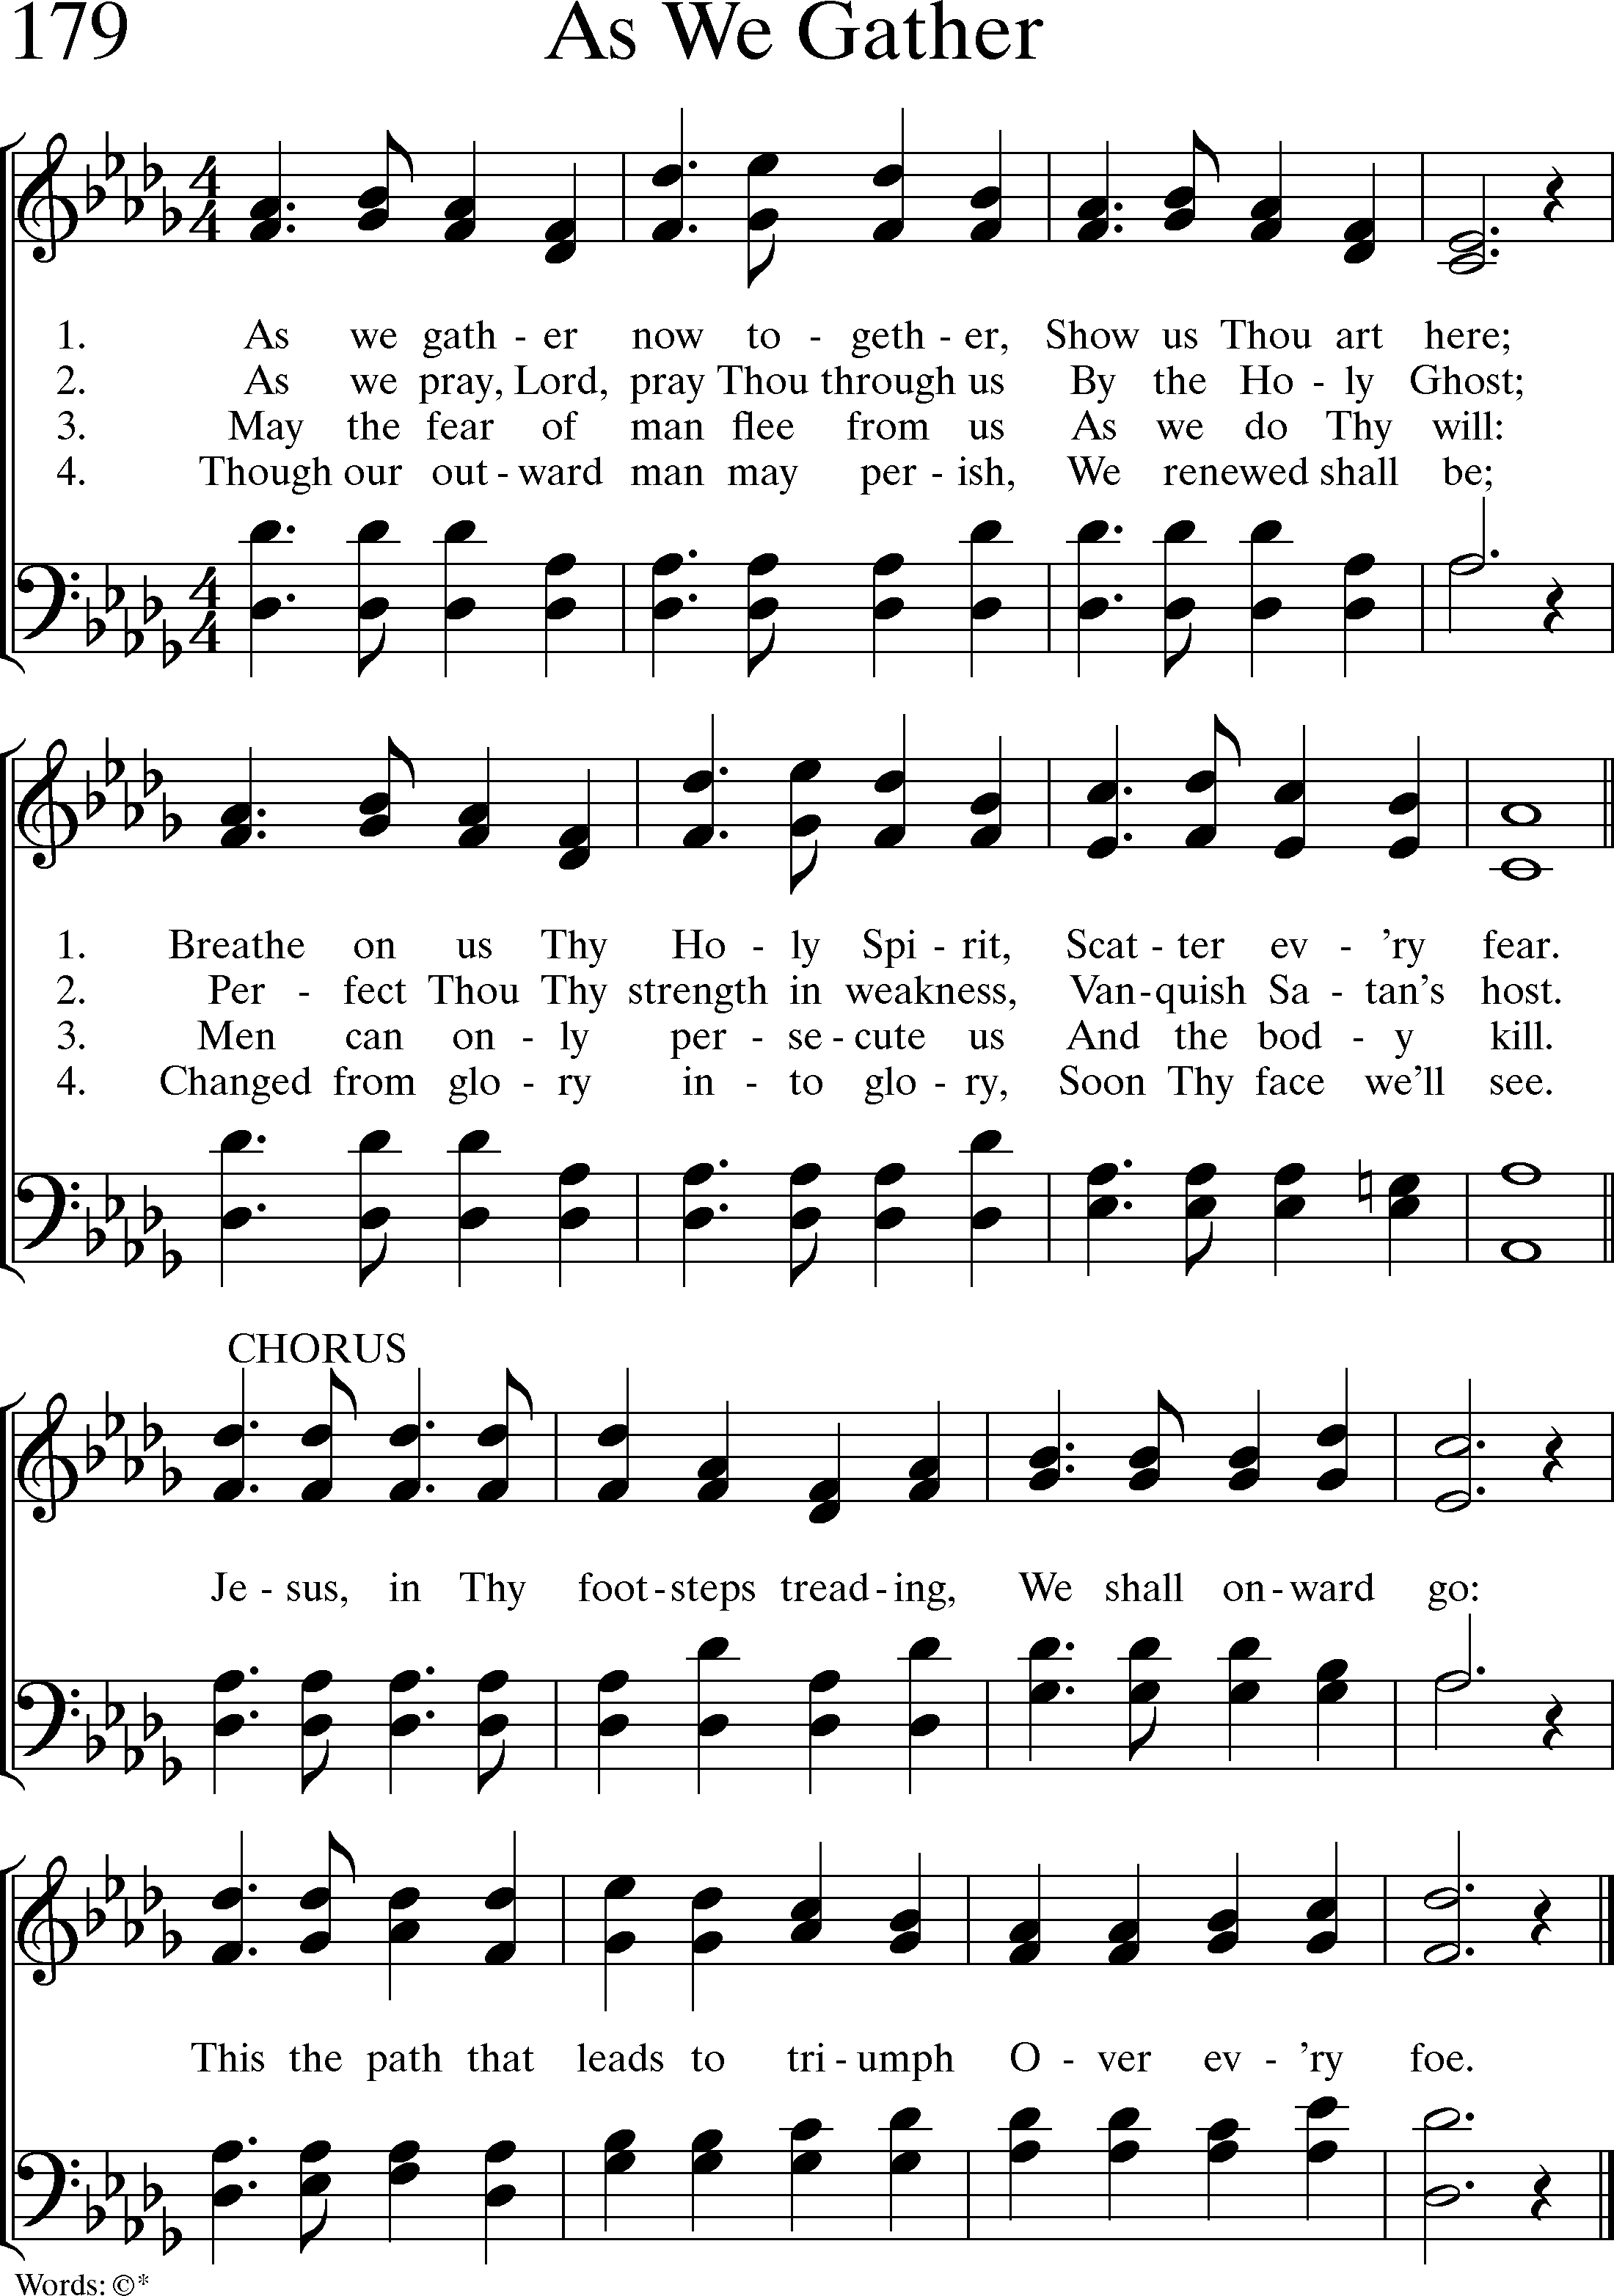 179 As We Gather
1. As we gath - er now to - geth - er, Show us Thou art here;
2. As we pray, Lord, pray Thou through us By the Ho - ly Ghost;
3. May the fear of man flee from us As we do Thy will:
4. Though our out - ward man may per - ish, We renewed shall be;
1. Breathe on us Thy Ho - ly Spi - rit, Scat - ter ev - 'ry fear.
2. Per - fect Thou Thy strength in weakness, Van - quish Sa - tan's host.
3. Men can on - ly per - se - cute us And the bod - y kill.
4. Changed from glo - ry in - to glo - ry, Soon Thy face we'll see.
CHORUS
Je - sus, in Thy foot - steps tread - ing, We shall on - ward go:
This the path that leads to tri - umph O - ver ev - 'ry foe.
Words: ©*